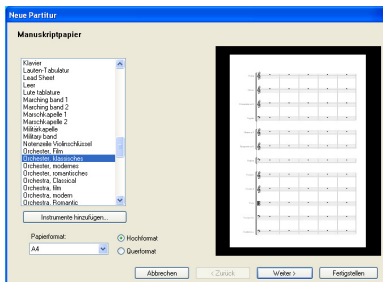 Neue Partitur
Manuskriptpapier
Klavier
Lauten-Tabulatur
Lead Sheet
Leer
Lute tablature
Marching band 1
Marching band 2
Marschkapelle 1
Marschkapelle 2
Militärkapelle
Military band
Notenzeile Violinschlüssel
Orchester, Film
Orchester, klassisches
Orchester, modernes
Orchester, romantisches
Orchestra, Classical
Orchestra, film
Orchestra, modern
Orchestra, Romantic
Instrumente hinzufügen...
Papierformat:
A4
Hochformat
Querformat
Abbrechen
< Zurück
Weiter >
Fertigstellen